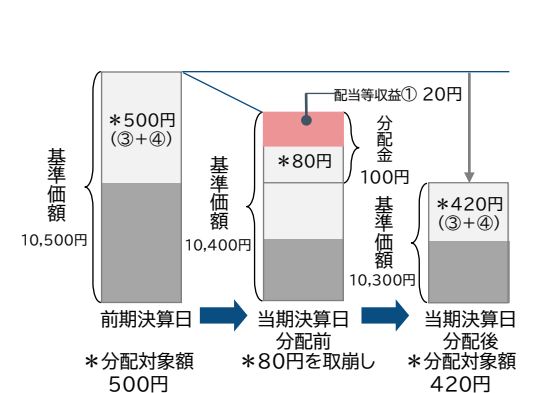 配当等収益① 20円
＊500円
(③＋④)
基準価額
10,500円
＊80円
分配金
100円
基準価額
10,400円
＊420円
(③＋④)
基準価額
10,300円
前期決算日
当期決算日
分配前
当期決算日
分配後
＊分配対象額
500円
＊80円を取崩し
＊分配対象額
420円